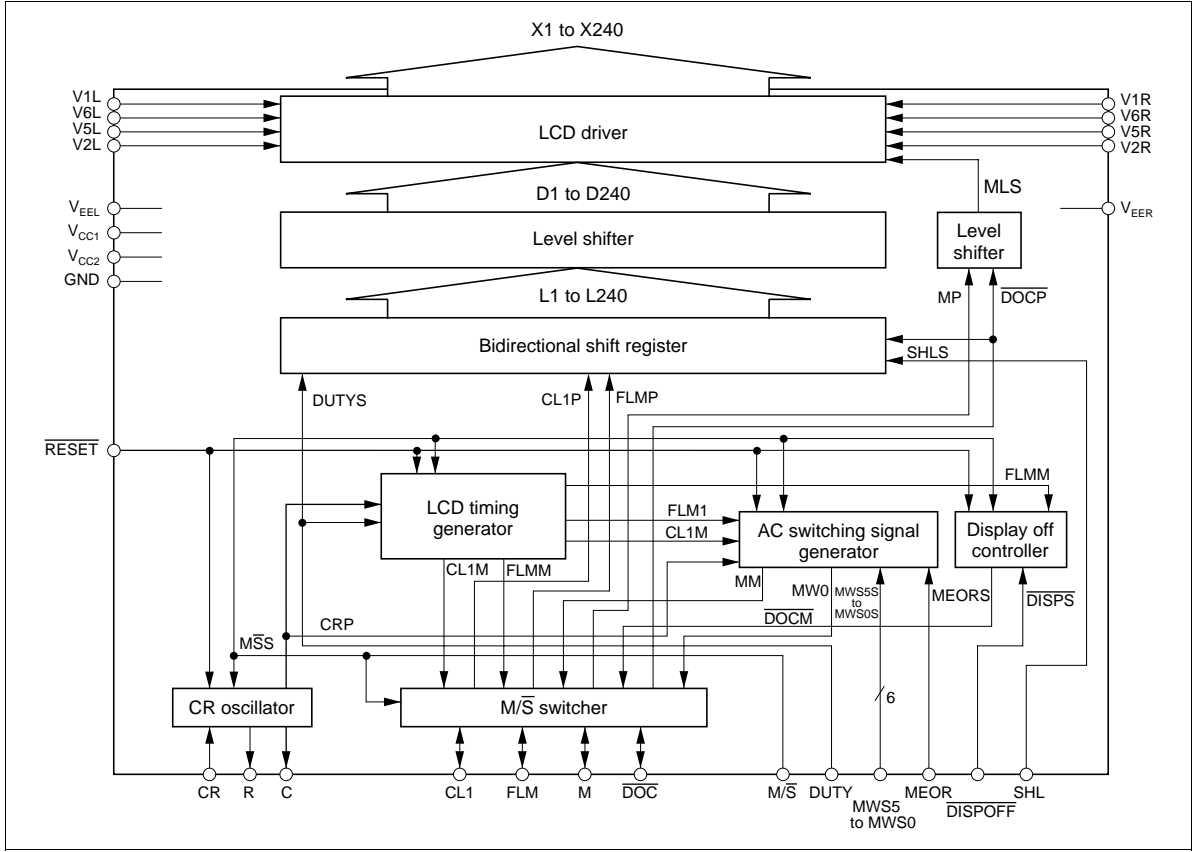 X1 to X240
V1L
V6L
V5L
V2L
LCD driver
V1R
V6R
V5R
V2R
MLS
D1 to D240
VEEL
VCC1
VCC2
GND
Level shifter
Level
shifter
VEER
L1 to L240
MP
DOCP
Bidirectional shift register
SHLS
DUTYS
CL1P
FLMP
RESET
FLMM
LCD timing
generator
FLM1
CL1M
AC switching signal
generator
Display off
controller
CL1M
FLMM
MM
MW0
MWS5S
to
MWS0S
MEORS
DISPS
DOCM
CRP
MS̅S
CR oscillator
M/S̅ switcher
6
CR
R
C
CL1
FLM
M
DOC
M/S̅
DUTY
MWS5
to MWS0
MEOR
DISPOFF
SHL